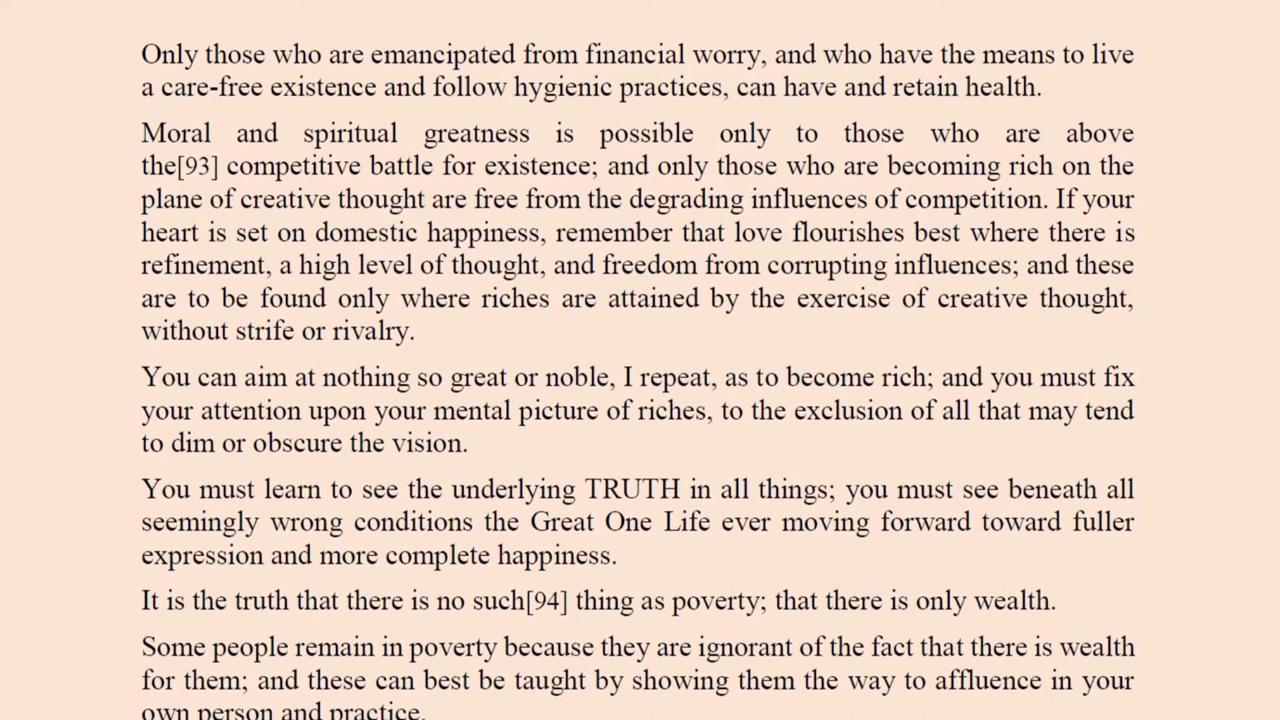 Only those who are emancipated from financial worry, and who have the means to live
a care-free existence and follow hygienic practices, can have and retain health.
Moral and spiritual greatness is possible only to those who are above
the[93] competitive battle for existence; and only those who are becoming rich on the
plane of creative thought are free from the degrading influences of competition. If your
heart is set on domestic happiness, remember that love flourishes best where there is
refinement, a high level of thought, and freedom from corrupting influences; and these
are to be found only where riches are attained by the exercise of creative thought,
without strife or rivalry.
You can aim at nothing so great or noble, I repeat, as to become rich; and you must fix
your attention upon your mental picture of riches, to the exclusion of all that may tend
to dim or obscure the vision.
You must learn to see the underlying TRUTH in all things; you must see beneath all
seemingly wrong conditions the Great One Life ever moving forward toward fuller
expression and more complete happiness.
It is the truth that there is no such[94] thing as poverty; that there is only wealth.
Some people remain in poverty because they are ignorant of the fact that there is wealth
for them; and these can best be taught by showing them the way to affluence in your
own person and practice.